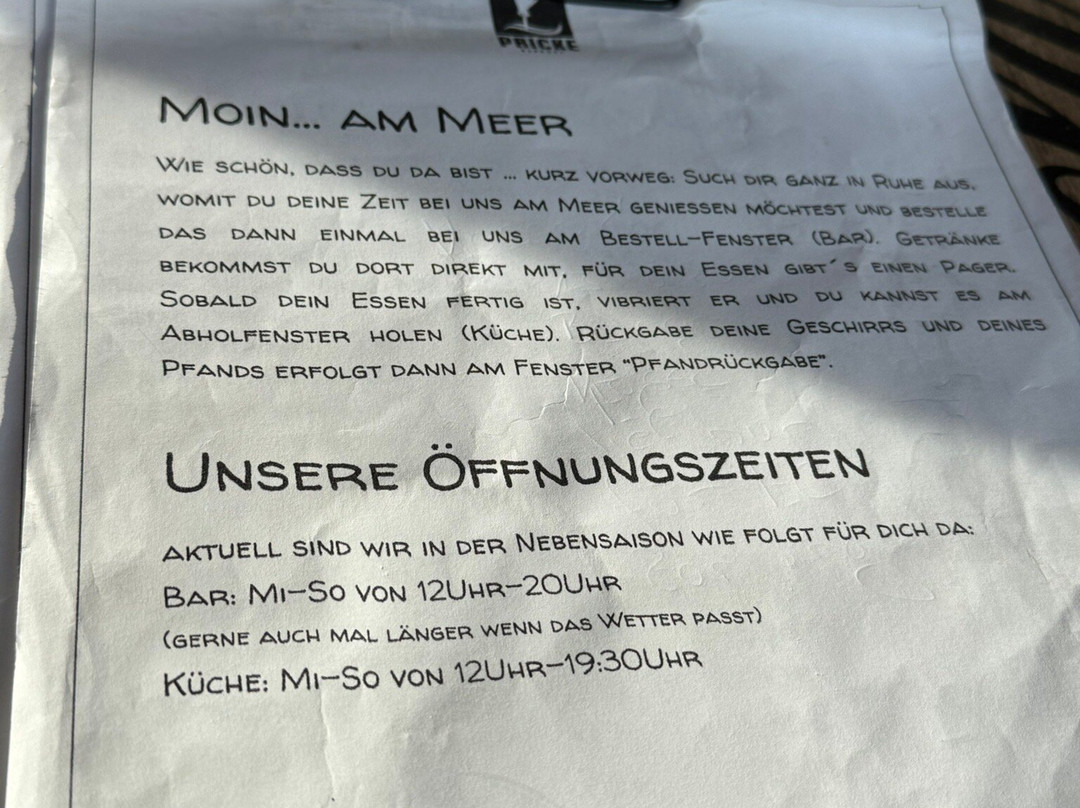 PRICKE
Moin... am Meer
Wie schön, dass du da bist ... kurz vorweg: Such dir ganz in Ruhe aus,
womit du deine Zeit bei uns am Meer geniessen möchtest und bestelle
das dann einmal bei uns am Bestell-Fenster (Bar). Getränke
bekommst du dort direkt mit, für dein Essen gibt´s einen Pager.
Sobald dein Essen fertig ist, vibriert er und du kannst es am
Abholfenster holen (Küche). Rückgabe deine Geschirrs und deines
Pfands erfolgt dann am Fenster "Pfandrückgabe".
Unsere Öffnungszeiten
aktuell sind wir in der Nebensaison wie folgt für dich da:
Bar: Mi-So von 12Uhr-20Uhr
(gerne auch mal länger wenn das Wetter passt)
Küche: Mi-So von 12Uhr-19:30Uhr